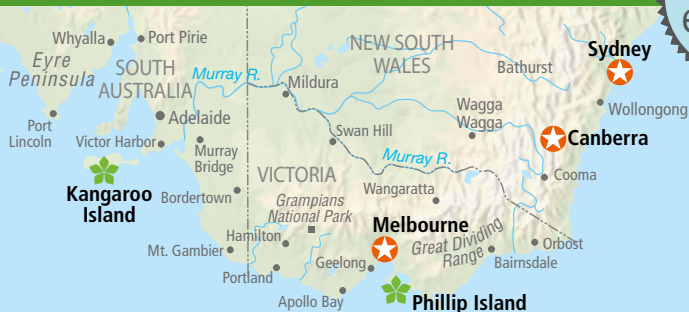 Whyalla
Port Pirie
Eyre
Peninsula
SOUTH
AUSTRALIA
Murray R.
Mildura
NEW SOUTH
WALES
Bathurst
Sydney
Wollongong
Port
Lincoln
Adelaide
Victor Harbor
Murray
Bridge
Swan Hill
Wagga
Wagga
Canberra
Murray R.
Cooma
Kangaroo
Island
Bordertown
VICTORIA
Grampians
National Park
Wangaratta
Mt. Gambier
Hamilton
Melbourne
Great Dividing
Range
Orbost
Bairnsdale
Portland
Geelong
Apollo Bay
Phillip Island